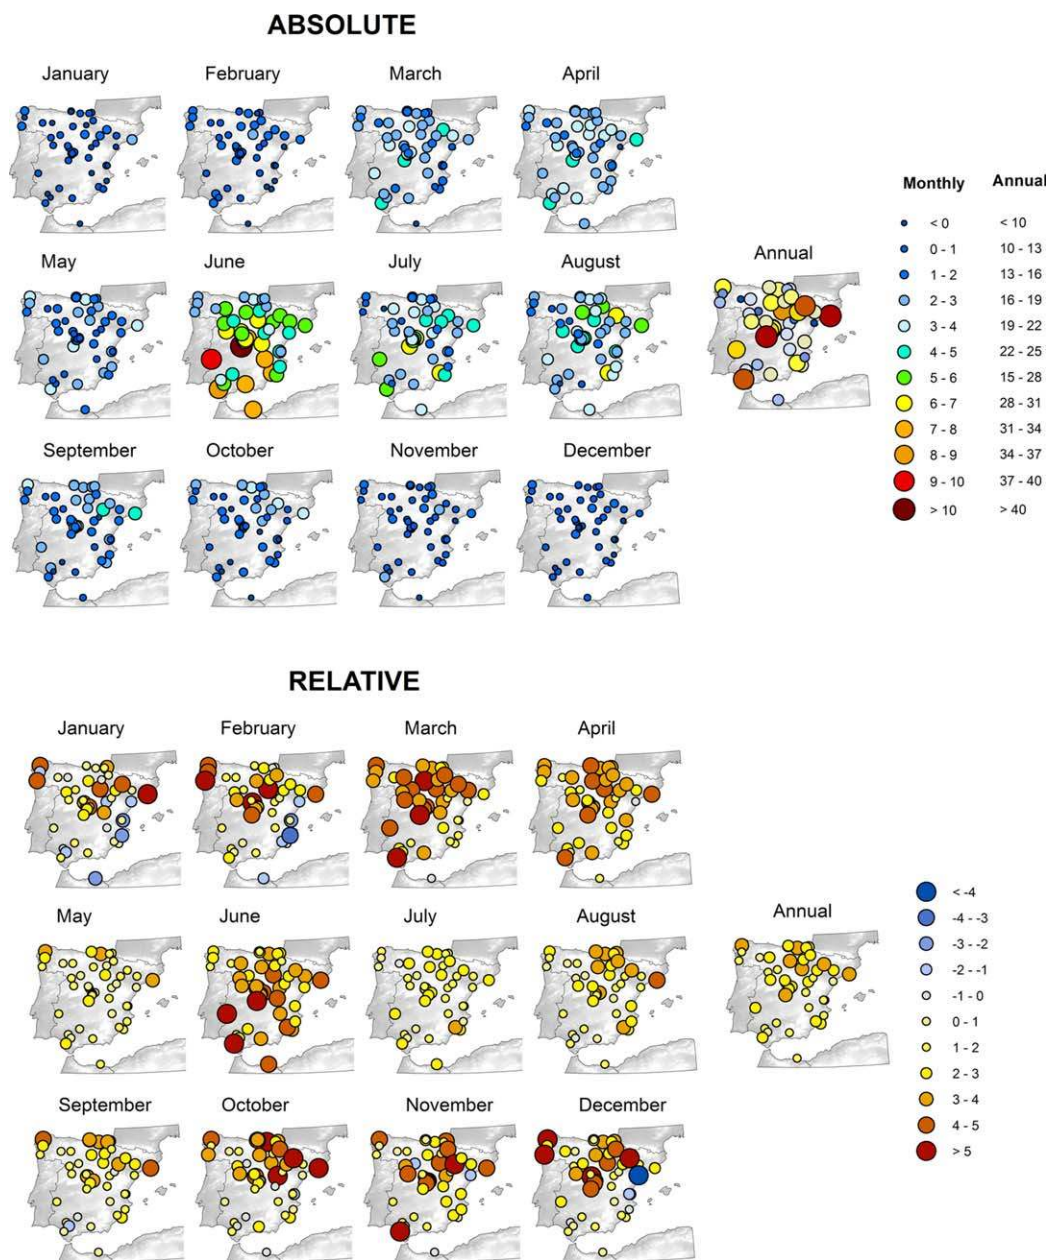 ABSOLUTE
January February March April
May June July August
Annual
September October November December
Monthly Annual
< 0 < 10
0 - 1 10 - 13
1 - 2 13 - 16
2 - 3 16 - 19
3 - 4 19 - 22
4 - 5 22 - 25
5 - 6 15 - 28
6 - 7 28 - 31
7 - 8 31 - 34
8 - 9 34 - 37
9 - 10 37 - 40
> 10 > 40
RELATIVE
January February March April
May June July August
Annual
September October November December
< -4
-4 - -3
-3 - -2
-2 - -1
-1 - 0
0 - 1
1 - 2
2 - 3
3 - 4
4 - 5
> 5